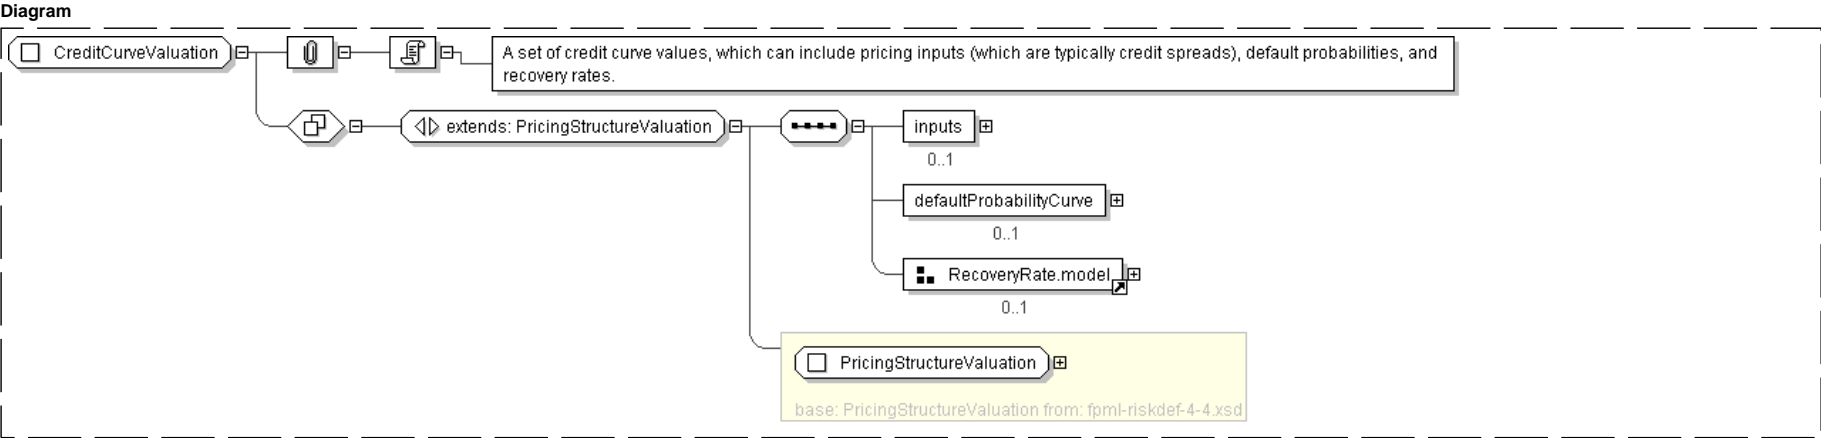 Diagram
CreditCurveValuation
A set of credit curve values, which can include pricing inputs (which are typically credit spreads), default probabilities, and
recovery rates.
extends: PricingStructureValuation
inputs
0..1
defaultProbabilityCurve
0..1
RecoveryRate.model
0..1
PricingStructureValuation
base: PricingStructureValuation from: fpml-riskdef-4-4.xsd